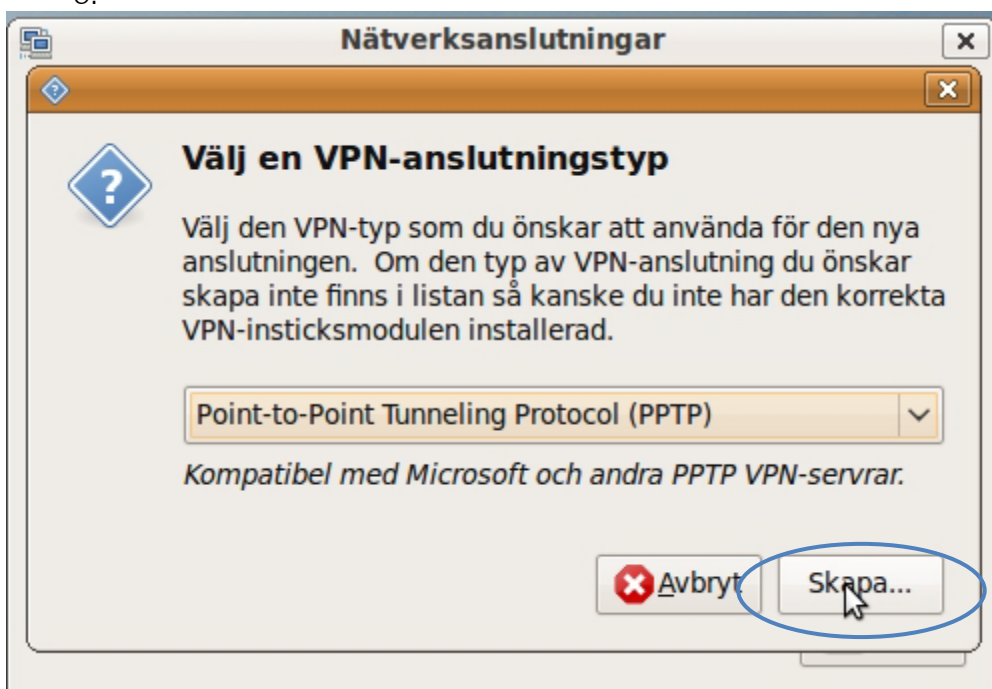 Nätverksanslutningar
Välj en VPN-anslutningstyp
Välj den VPN-typ som du önskar att använda för den nya
anslutningen.  Om den typ av VPN-anslutning du önskar
skapa inte finns i listan så kanske du inte har den korrekta
VPN-insticksmodulen installerad.
Point-to-Point Tunneling Protocol (PPTP)
Kompatibel med Microsoft och andra PPTP VPN-servrar.
Avbryt Skapa...